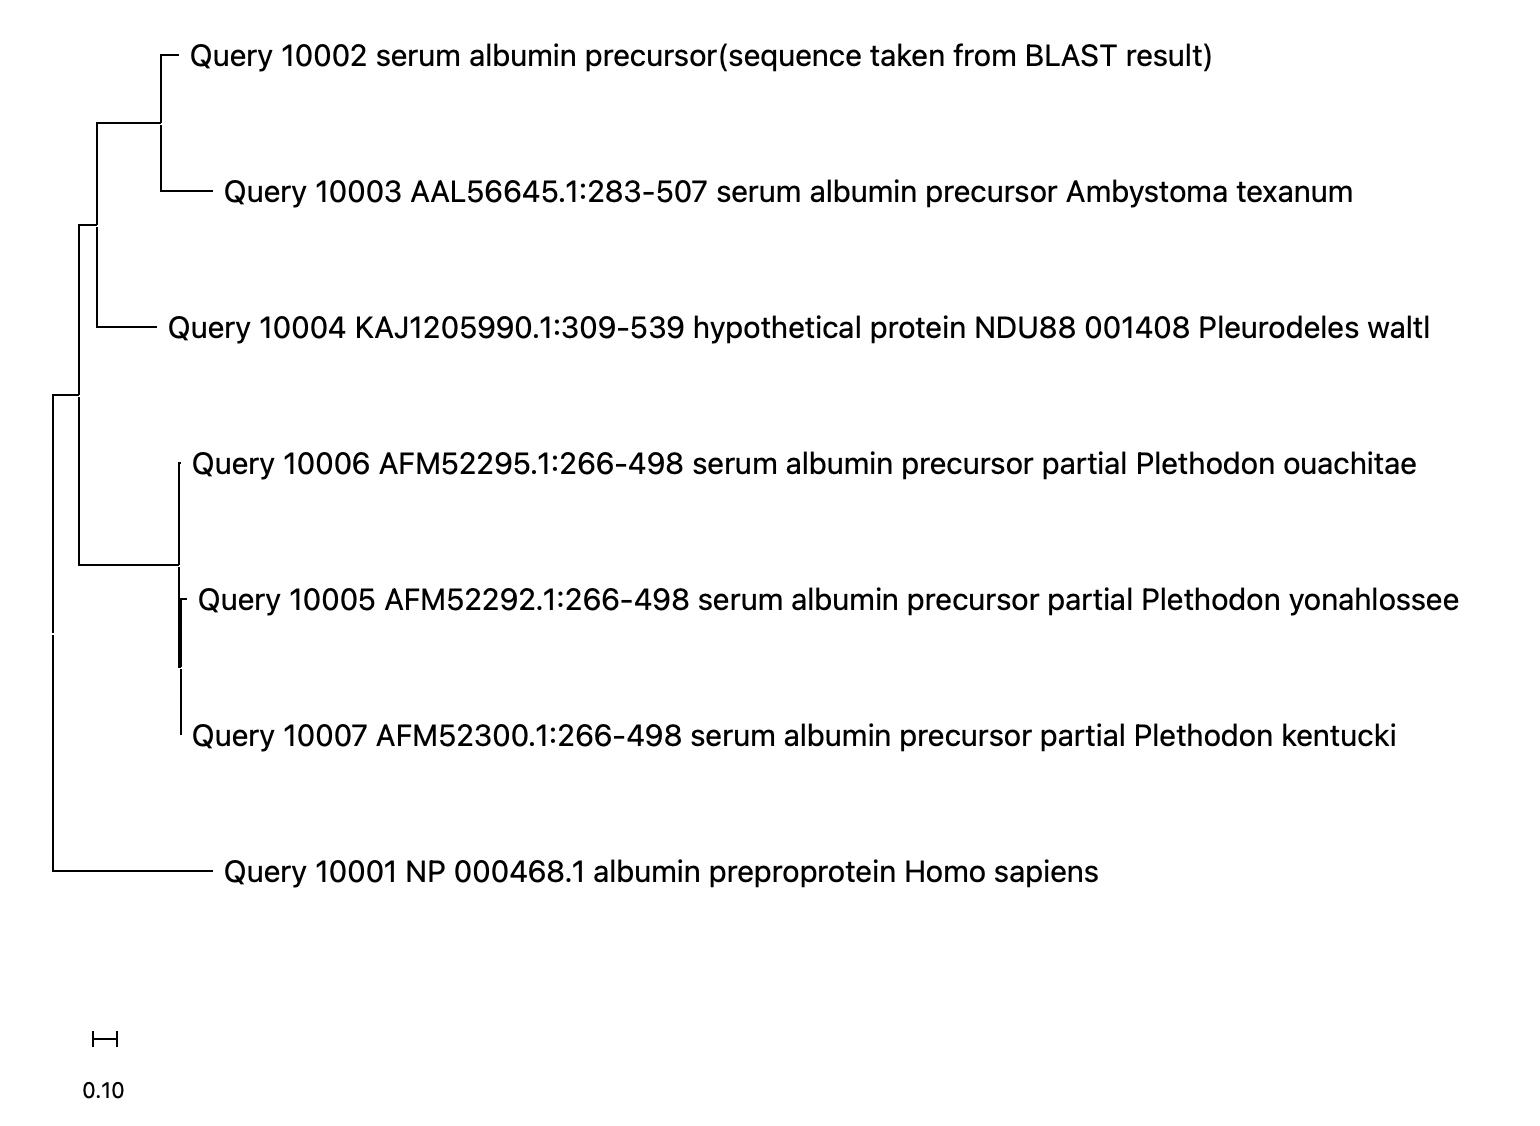 Query 10002 serum albumin precursor(sequence taken from BLAST result)
Query 10003 AAL56645.1:283-507 serum albumin precursor Ambystoma texanum
Query 10004 KAJ1205990.1:309-539 hypothetical protein NDU88 001408 Pleurodeles waltl
Query 10006 AFM52295.1:266-498 serum albumin precursor partial Plethodon ouachitae
Query 10005 AFM52292.1:266-498 serum albumin precursor partial Plethodon yonahlossee
Query 10007 AFM52300.1:266-498 serum albumin precursor partial Plethodon kentucki
Query 10001 NP 000468.1 albumin preproprotein Homo sapiens
0.10